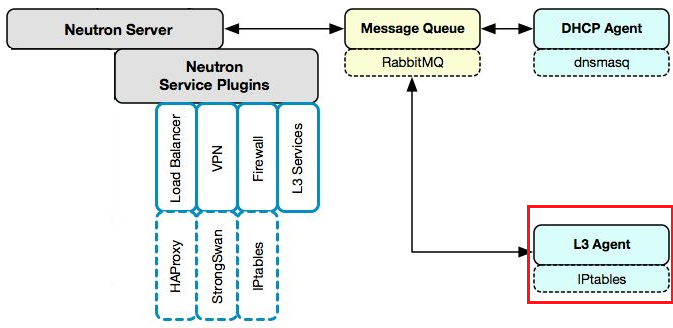 Neutron Server
Message Queue
DHCP Agent
RabbitMQ
dnsmasq
Neutron
Service Plugins
Load Balancer
VPN
Firewall
L3 Services
HAProxy
StrongSwan
IPtables
L3 Agent
IPtables